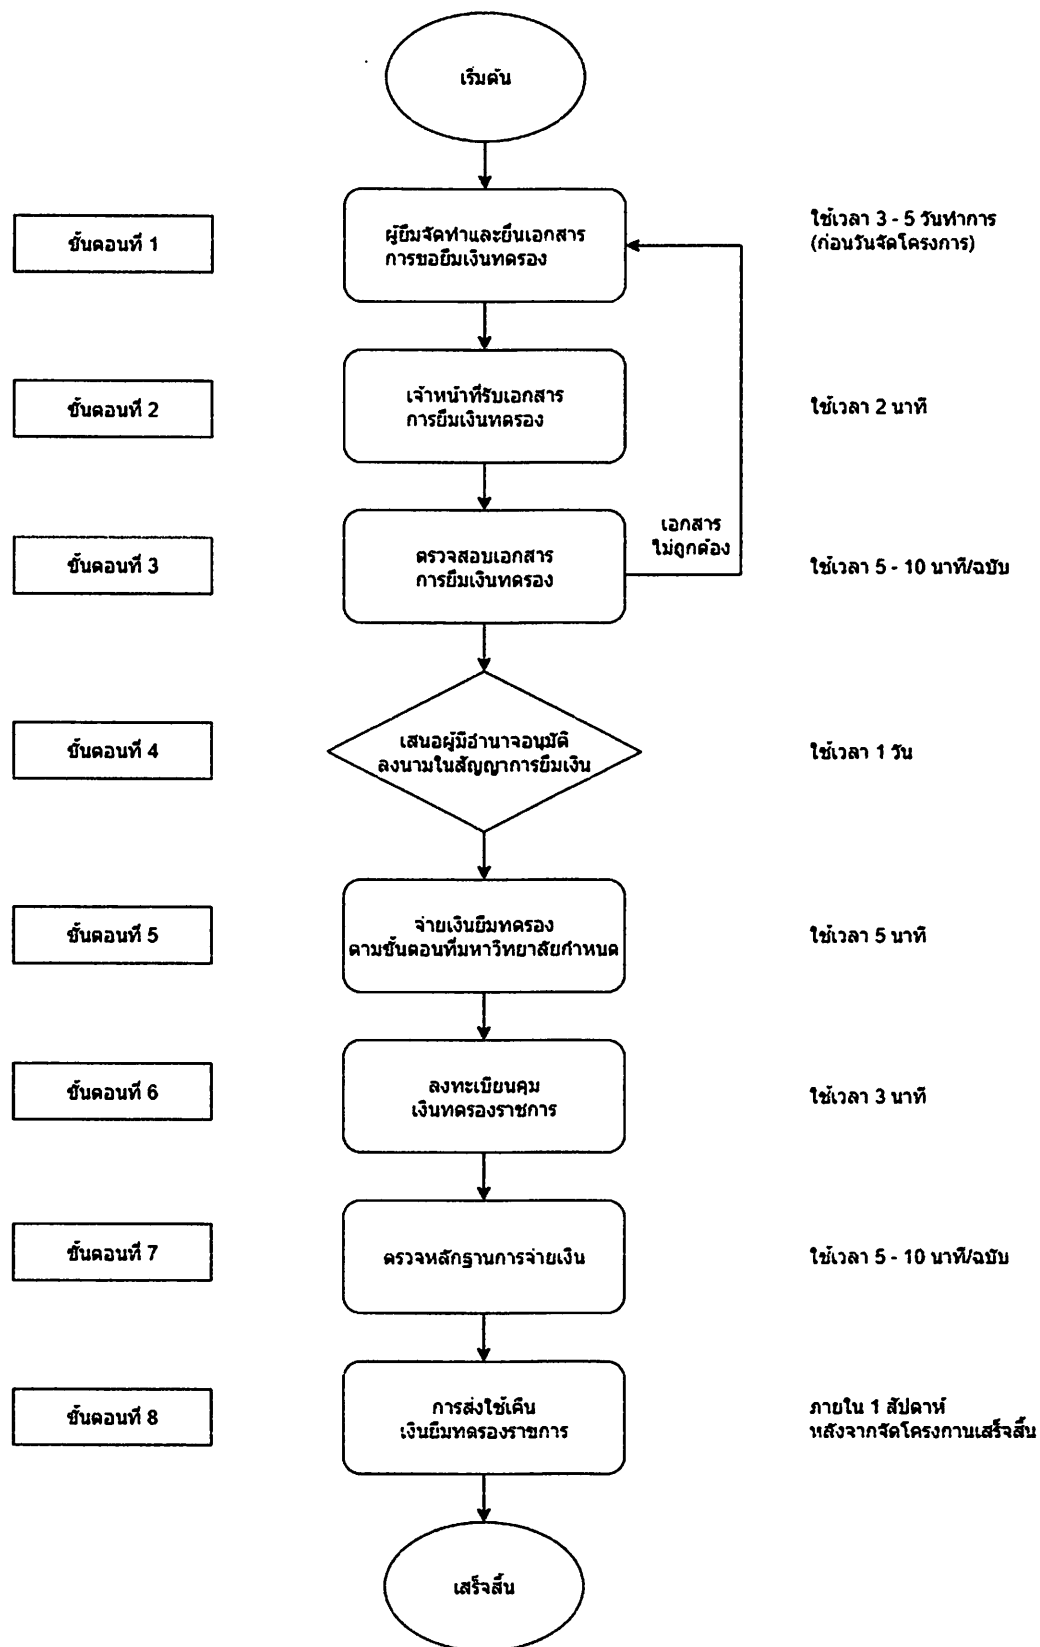 เริ่มต้น
ขั้นตอนที่ 1
ผู้ยืมจัดทำและยื่นเอกสาร
การขอยืมเงินทดรอง
ใช้เวลา 3 - 5 วันทำการ
(ก่อนวันจัดโครงการ)
ขั้นตอนที่ 2
เจ้าหน้าที่รับเอกสาร
การยืมเงินทดรอง
ใช้เวลา 2 นาที
ขั้นตอนที่ 3
ตรวจสอบเอกสาร
การยืมเงินทดรอง
เอกสาร
ไม่ถูกต้อง
ใช้เวลา 5 - 10 นาที/ฉบับ
ขั้นตอนที่ 4
เสนอผู้มีอำนาจอนุมัติ
ลงนามในสัญญาการยืมเงิน
ใช้เวลา 1 วัน
ขั้นตอนที่ 5
จ่ายเงินยืมทดรอง
ตามขั้นตอนที่มหาวิทยาลัยกำหนด
ใช้เวลา 5 นาที
ขั้นตอนที่ 6
ลงทะเบียนคุม
เงินทดรองราชการ
ใช้เวลา 3 นาที
ขั้นตอนที่ 7
ตรวจหลักฐานการจ่ายเงิน
ใช้เวลา 5 - 10 นาที/ฉบับ
ขั้นตอนที่ 8
การส่งใช้เคืน
เงินยืมทดรองราชการ
ภายใน 1 สัปดาห์
หลังจากจัดโครงกานเสร็จสิ้น
เสร็จสิ้น